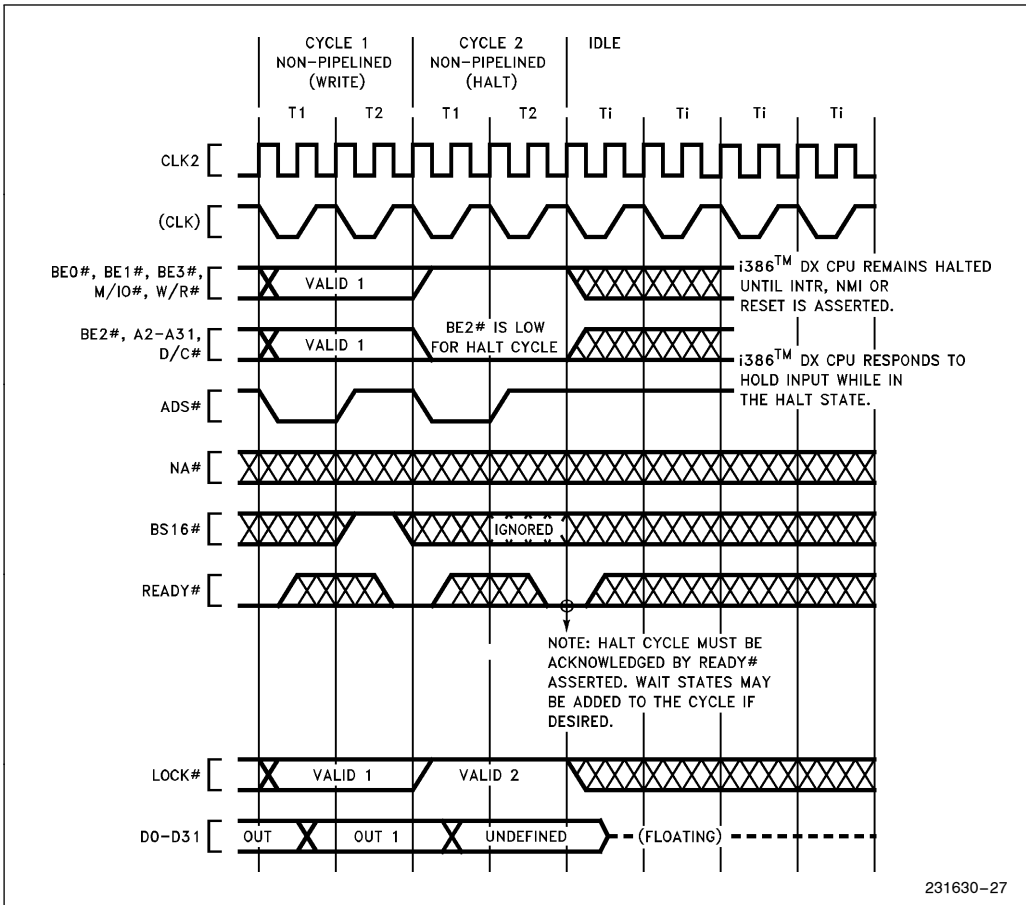 CYCLE 1
NON-PIPELINED
(WRITE)
CYCLE 2
NON-PIPELINED
(HALT)
IDLE
T1 T2 T1 T2 Ti Ti Ti Ti
CLK2
(CLK)
BE0#, BE1#, BE3#,
M/IO#, W/R#
VALID 1
i386™ DX CPU REMAINS HALTED
UNTIL INTR, NMI OR
RESET IS ASSERTED.
BE2#, A2-A31,
D/C#
VALID 1
BE2# IS LOW
FOR HALT CYCLE
i386™ DX CPU RESPONDS TO
HOLD INPUT WHILE IN
THE HALT STATE.
ADS#
NA#
BS16#
IGNORED
READY#
NOTE: HALT CYCLE MUST BE
ACKNOWLEDGED BY READY#
ASSERTED. WAIT STATES MAY
BE ADDED TO THE CYCLE IF
DESIRED.
LOCK# VALID 1 VALID 2
D0-D31 OUT OUT 1 UNDEFINED (FLOATING)
231630-27